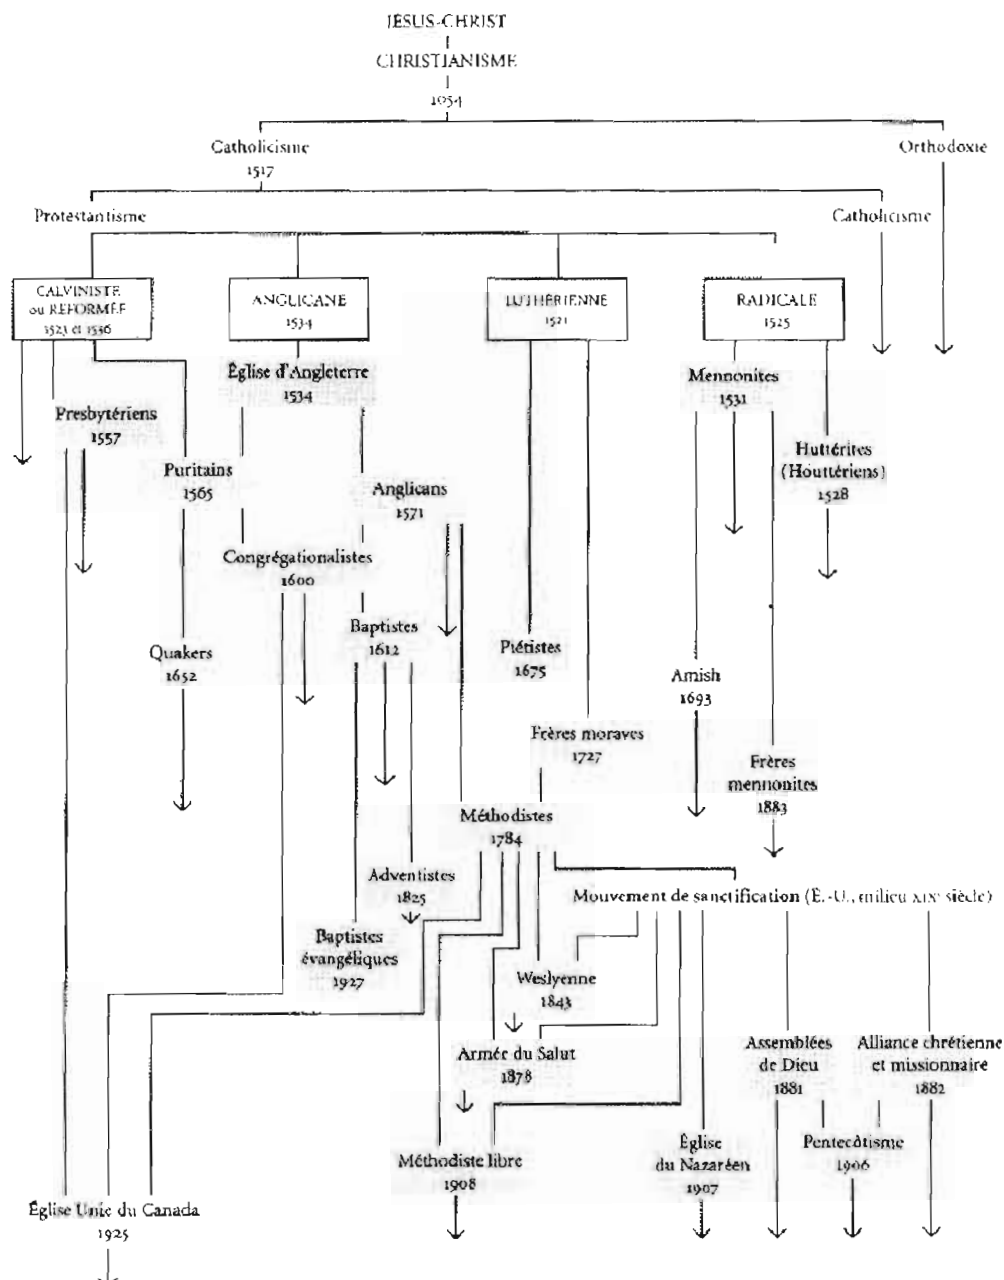 JÉSUS-CHRIST
CHRISTIANISME
1054
Catholicisme
1517
Orthodoxie
Protestantisme
Catholicisme
CALVINISTE
ou RÉFORMÉE
1523 et 1536
ANGLICANE
1534
LUTHÉRIENNE
1521
RADICALE
1525
Église d'Angleterre
1534
Mennonites
1531
Presbytériens
1557
Huttérites
(Houttériens)
1528
Puritains
1565
Anglicans
1571
Congrégationalistes
1600
Baptistes
1612
Quakers
1652
Piétistes
1675
Amish
1693
Frères moraves
1727
Frères
mennonites
1883
Méthodistes
1784
Adventistes
1825
Mouvement de sanctification (É.-U., milieu XIXe siècle)
Baptistes
évangéliques
1927
Weslyenne
1843
Armée du Salut
1878
Assemblées
de Dieu
1881
Alliance chrétienne
et missionnaire
1882
Méthodiste libre
1908
Église
du Nazaréen
1907
Pentecôtisme
1906
Église Unie du Canada
1925